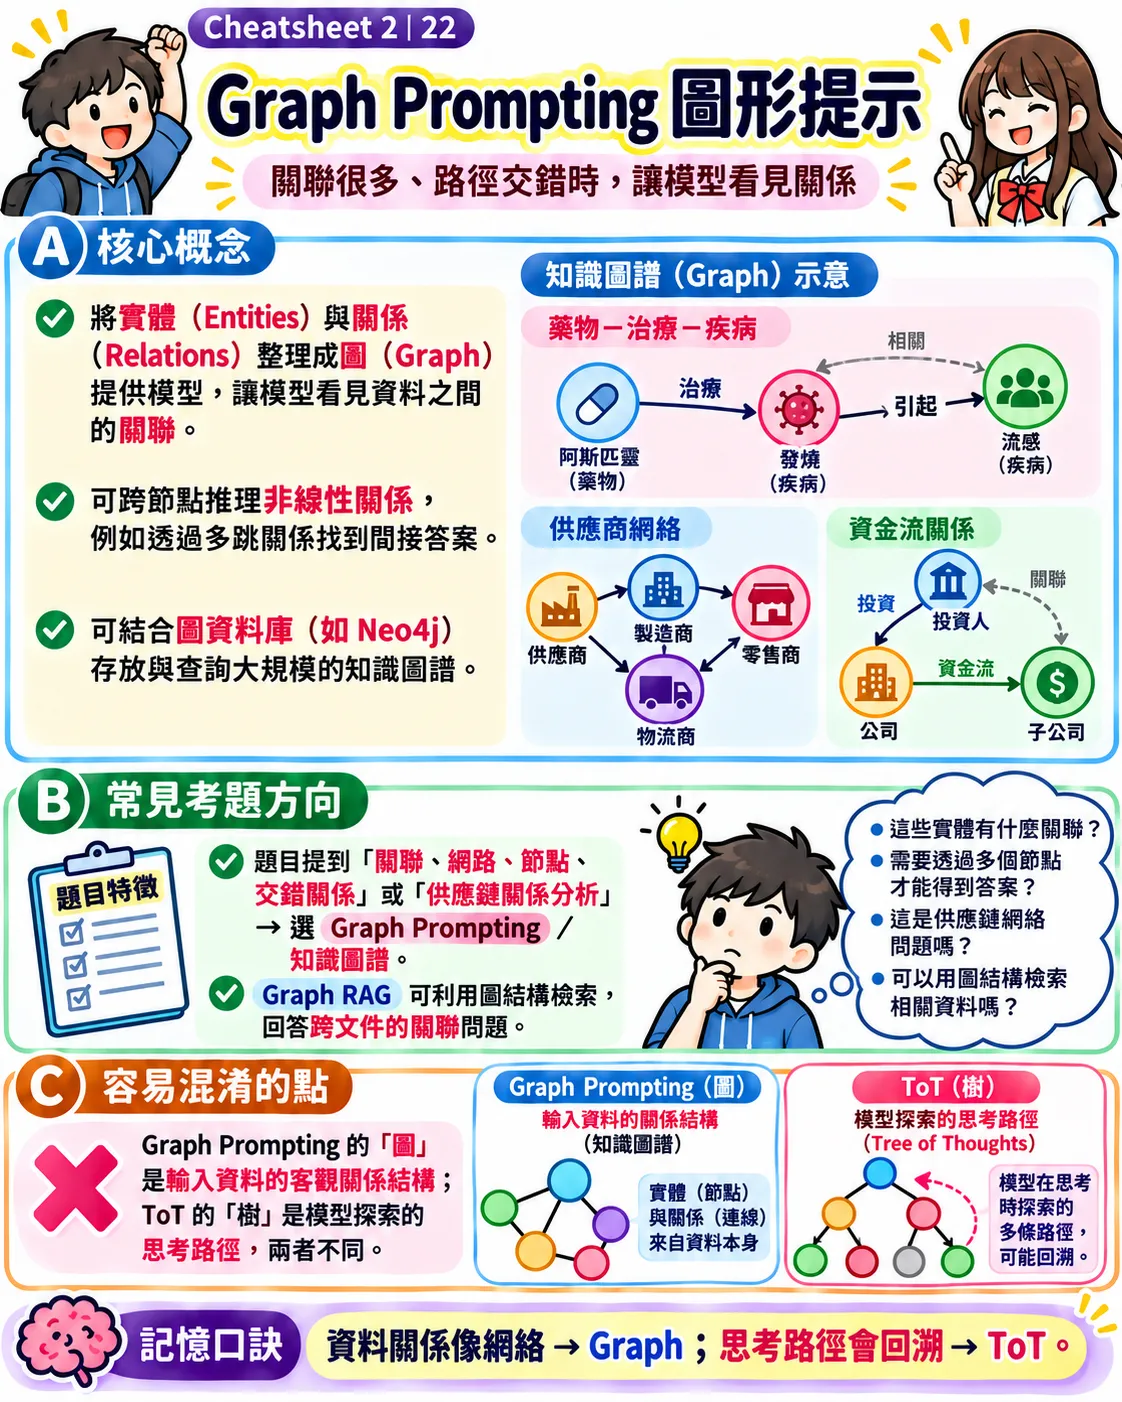 Cheatsheet 2 | 22
Graph Prompting 圖形提示
關聯很多、路徑交錯時，讓模型看見關係
A 核心概念
將實體（Entities）與關係
（Relations）整理成圖（Graph）
提供模型，讓模型看見資料之間
的關聯。
可跨節點推理非線性關係，
例如透過多跳關係找到間接答案。
可結合圖資料庫（如 Neo4j）
存放與查詢大規模的知識圖譜。
知識圖譜（Graph）示意
藥物－治療－疾病
相關
治療
引起
阿斯匹靈
（藥物）
發燒
（疾病）
流感
（疾病）
供應商網絡
供應商
製造商
零售商
物流商
資金流關係
關聯
投資
投資人
資金流
公司
子公司
B 常見考題方向
題目特徵
題目提到「關聯、網路、節點、
交錯關係」或「供應鏈關係分析」
→ 選 Graph Prompting ／
知識圖譜。
Graph RAG 可利用圖結構檢索，
回答跨文件的關聯問題。
這些實體有什麼關聯？
需要透過多個節點
才能得到答案？
這是供應鏈網絡
問題嗎？
可以用圖結構檢索
相關資料嗎？
C 容易混淆的點
Graph Prompting 的「圖」
是輸入資料的客觀關係結構；
ToT 的「樹」是模型探索的
思考路徑，兩者不同。
Graph Prompting（圖）
輸入資料的關係結構
（知識圖譜）
實體（節點）
與關係（連線）
來自資料本身
ToT（樹）
模型探索的思考路徑
（Tree of Thoughts）
模型在思考
時探索的
多條路徑，
可能回溯。
記憶口訣
資料關係像網絡 → Graph；思考路徑會回溯 → ToT。